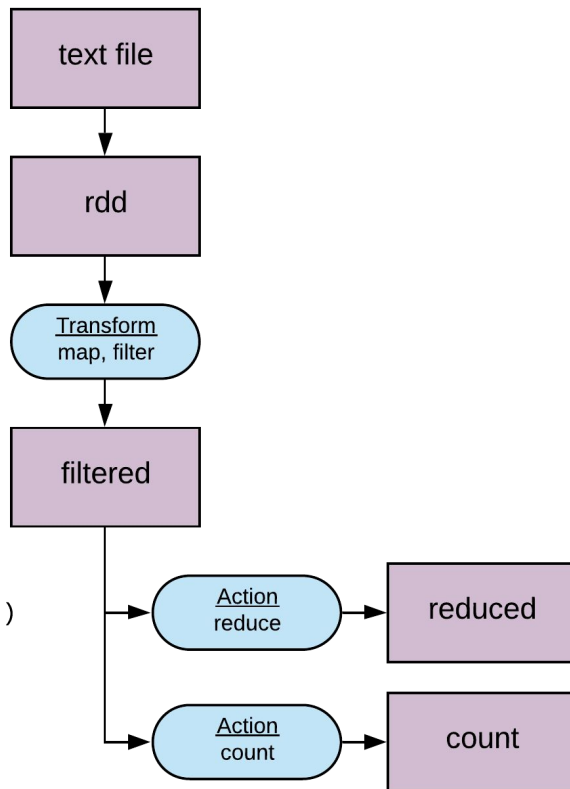 text file
rdd
Transform
map, filter
filtered
)
Action
reduce
reduced
Action
count
count